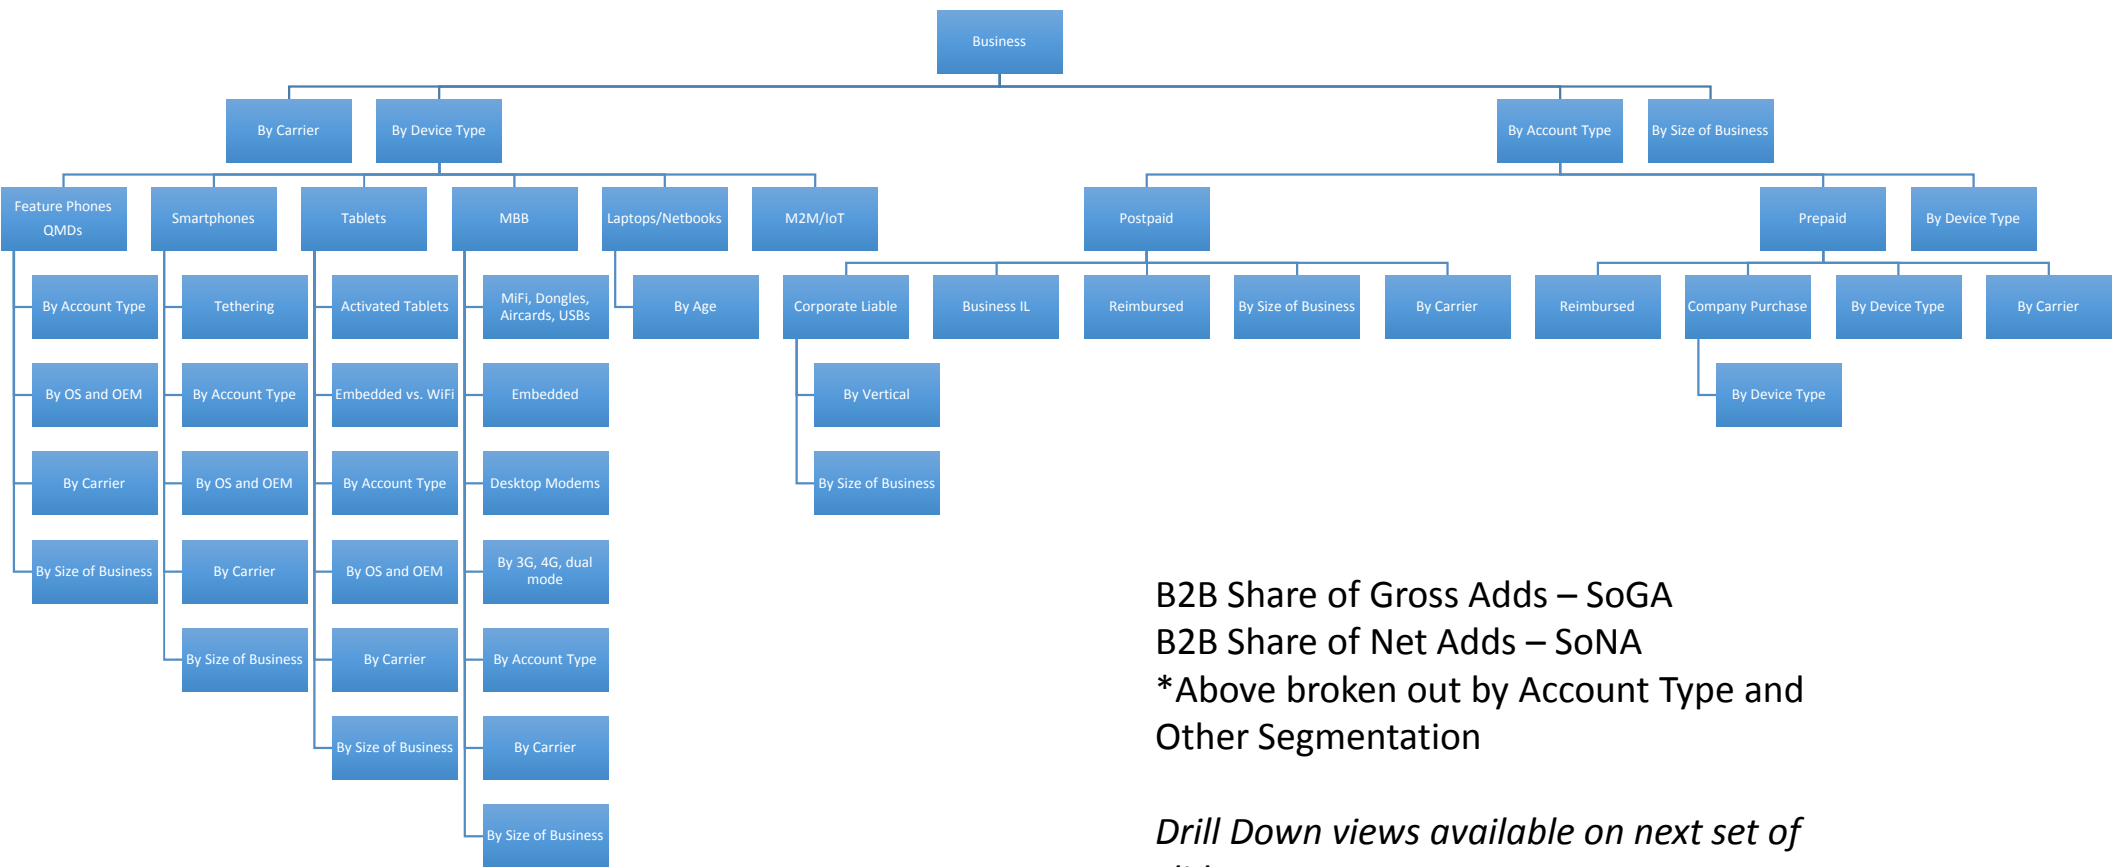 Business
By Carrier
By Device Type
By Account Type
By Size of Business
Feature Phones
QMDs
Smartphones
Tablets
MBB
Laptops/Netbooks
M2M/IoT
Postpaid
Prepaid
By Device Type
By Account Type
Tethering
Activated Tablets
MiFi, Dongles,
Aircards, USBs
By Age
Corporate Liable
Business IL
Reimbursed
By Size of Business
By Carrier
Reimbursed
Company Purchase
By Device Type
By Carrier
By OS and OEM
By Account Type
Embedded vs. WiFi
Embedded
By Vertical
By Device Type
By Carrier
By OS and OEM
By Account Type
Desktop Modems
By Size of Business
By Size of Business
By Carrier
By OS and OEM
By 3G, 4G, dual
mode
By Size of Business
By Carrier
By Account Type
By Size of Business
By Carrier
By Size of Business
B2B Share of Gross Adds – SoGA
B2B Share of Net Adds – SoNA
*Above broken out by Account Type and
Other Segmentation
Drill Down views available on next set of